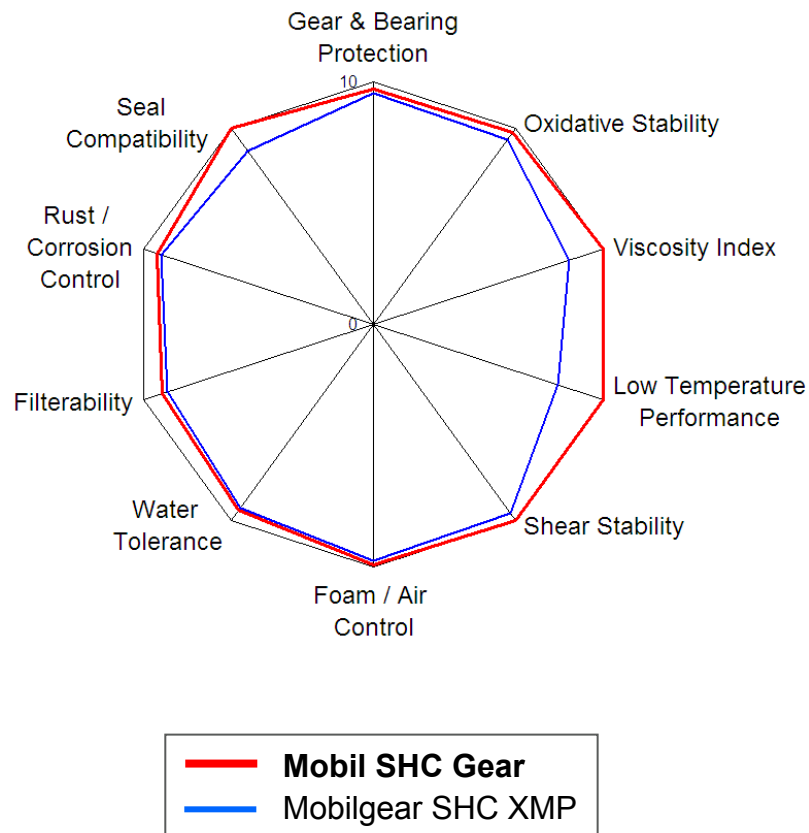 Gear & Bearing
Protection
10
Seal
Compatibility
Oxidative Stability
Rust /
Corrosion
Control
Viscosity Index
0
Filterability
Low Temperature
Performance
Water
Tolerance
Shear Stability
Foam / Air
Control
Mobil SHC Gear
Mobilgear SHC XMP